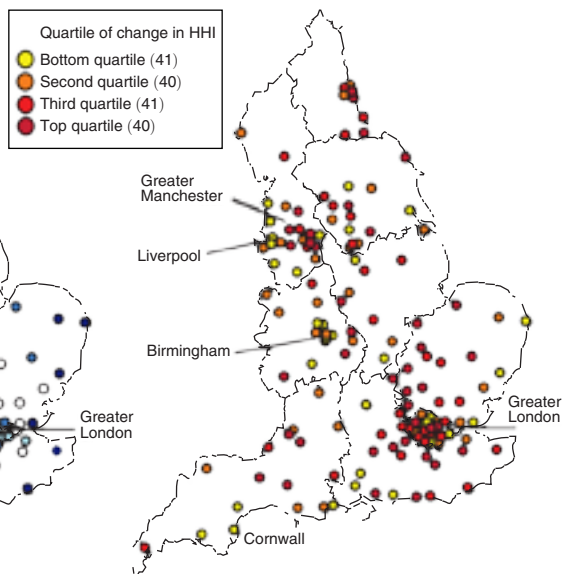 Quartile of change in HHI
Bottom quartile (41)
Second quartile (40)
Third quartile (41)
Top quartile (40)
Greater
Manchester
Liverpool
Birmingham
Greater
London
Greater
London
Cornwall